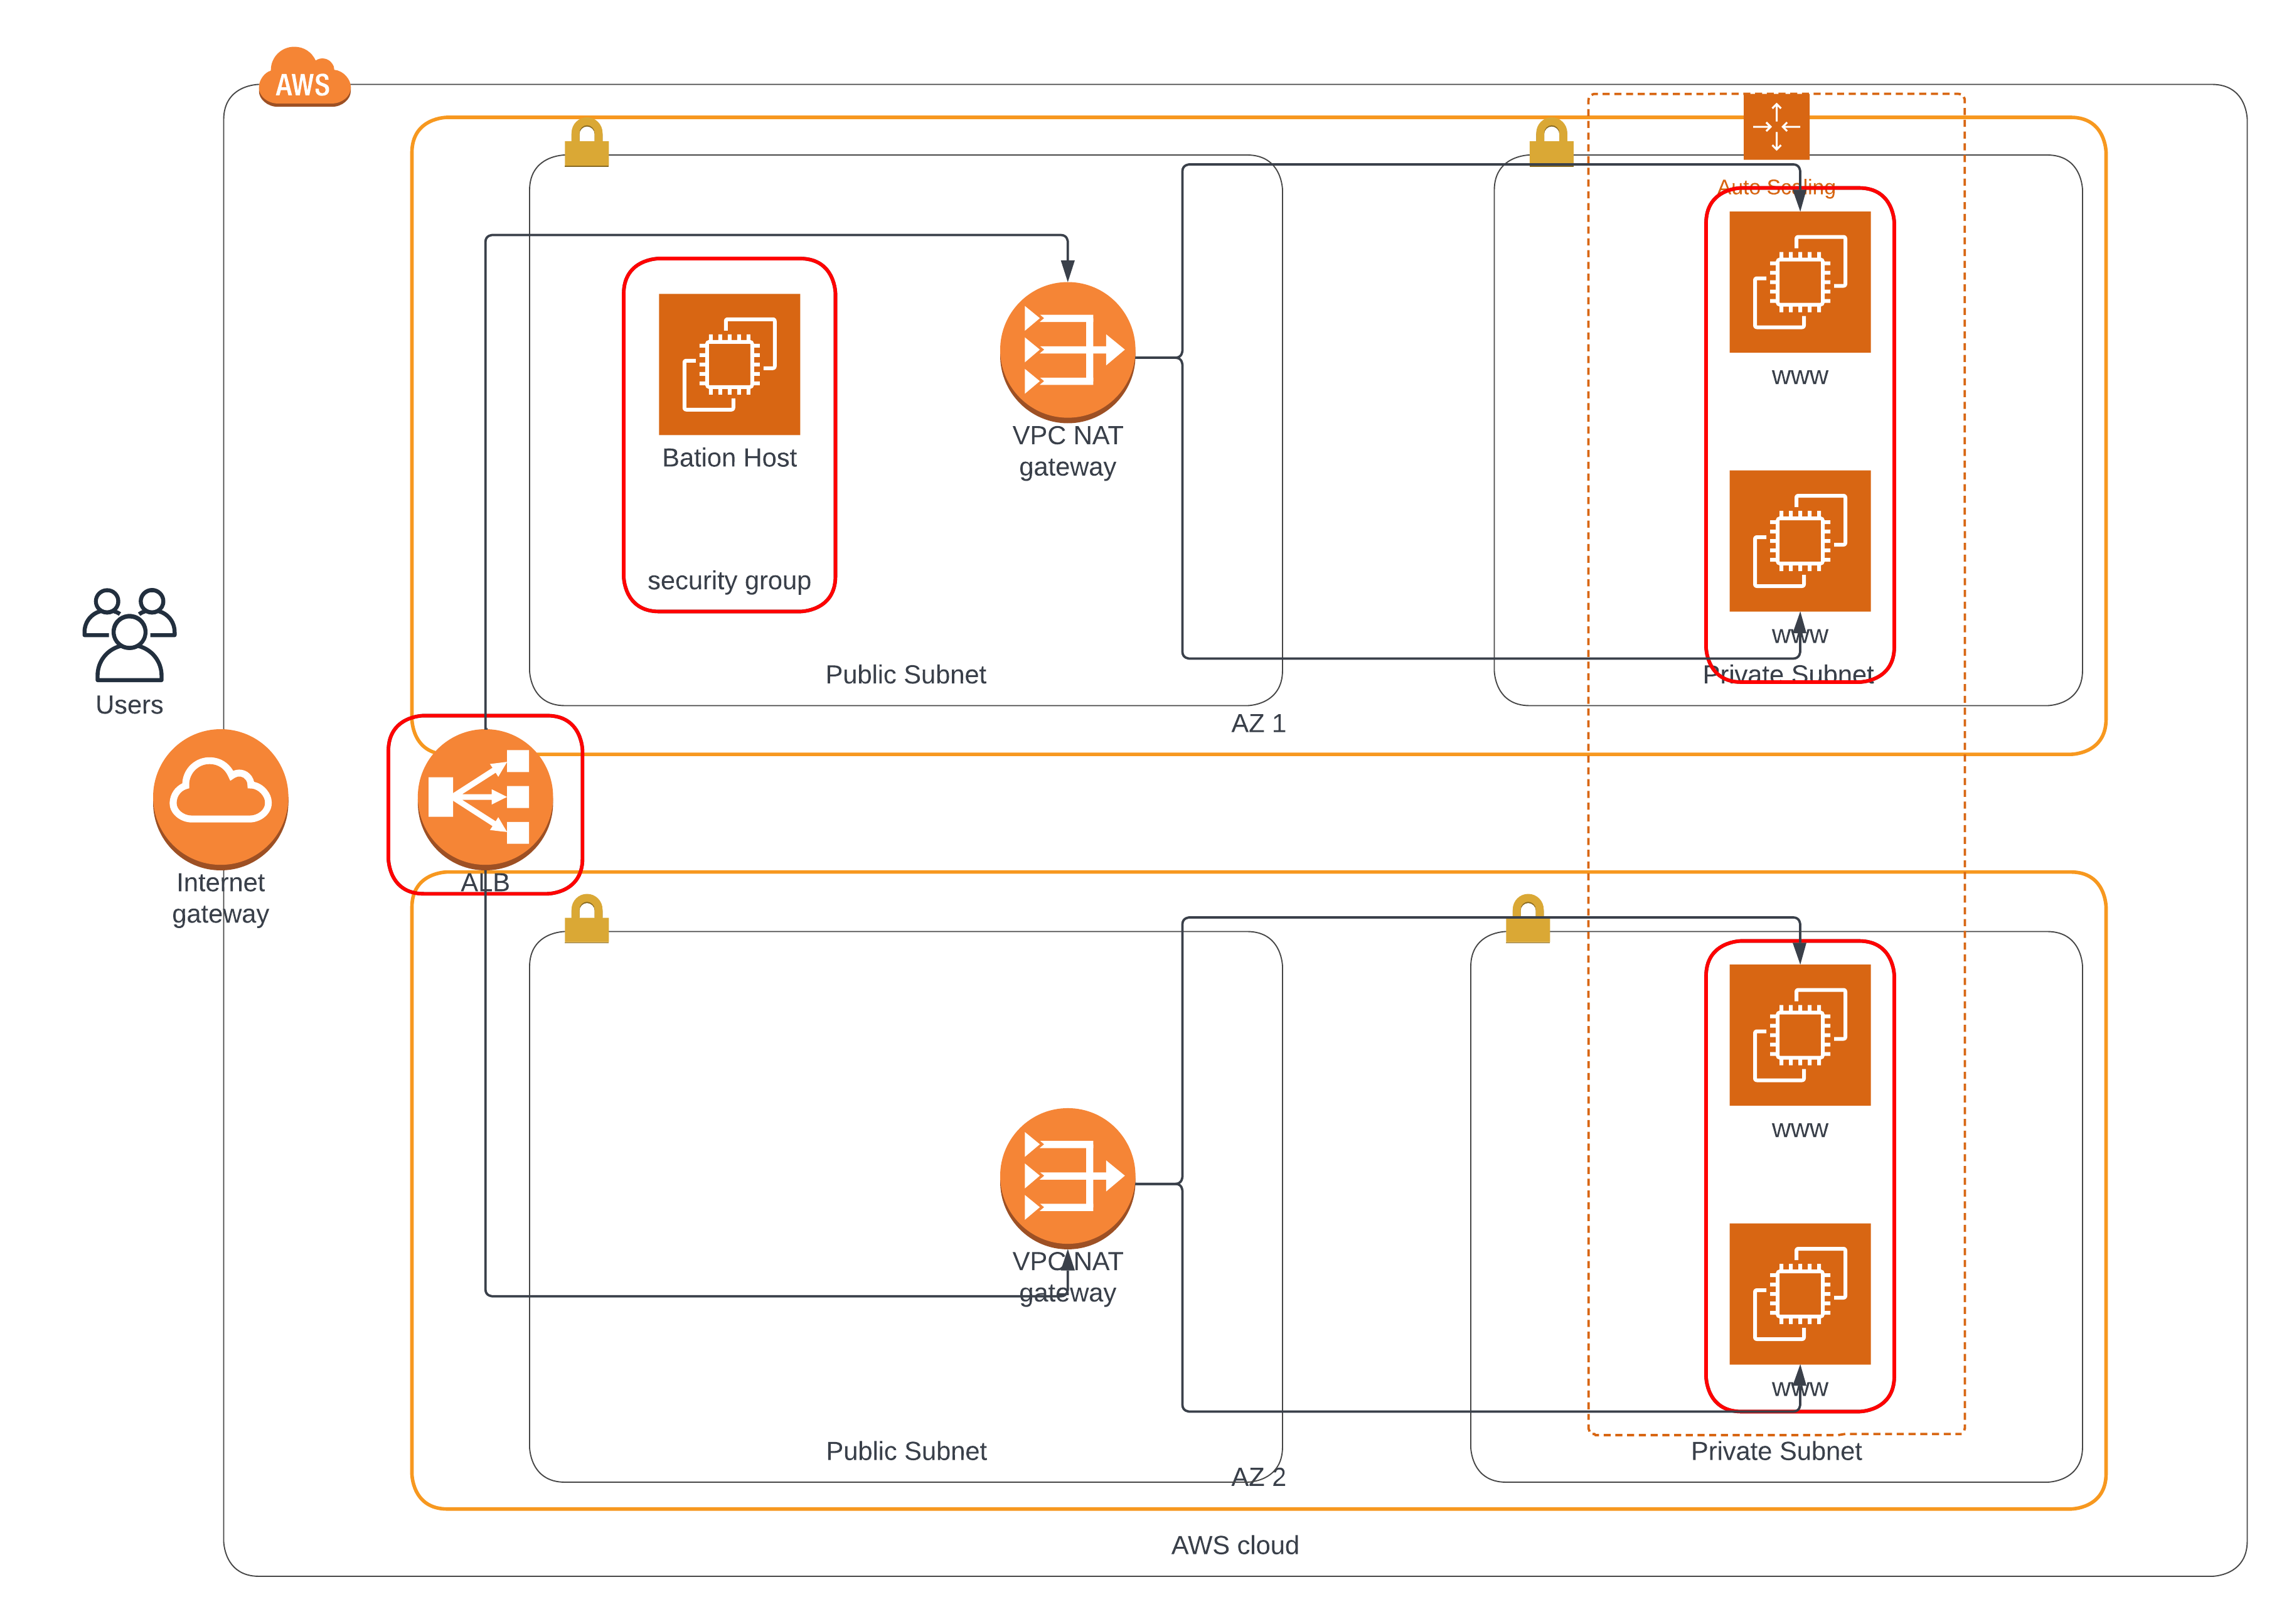 AWS
Auto Scaling
www
Bation Host
VPC NAT
gateway
security group
www
Public Subnet
Private Subnet
Users
AZ 1
Internet
gateway
ALB
www
VPC NAT
gateway
www
Public Subnet
Private Subnet
AZ 2
AWS cloud